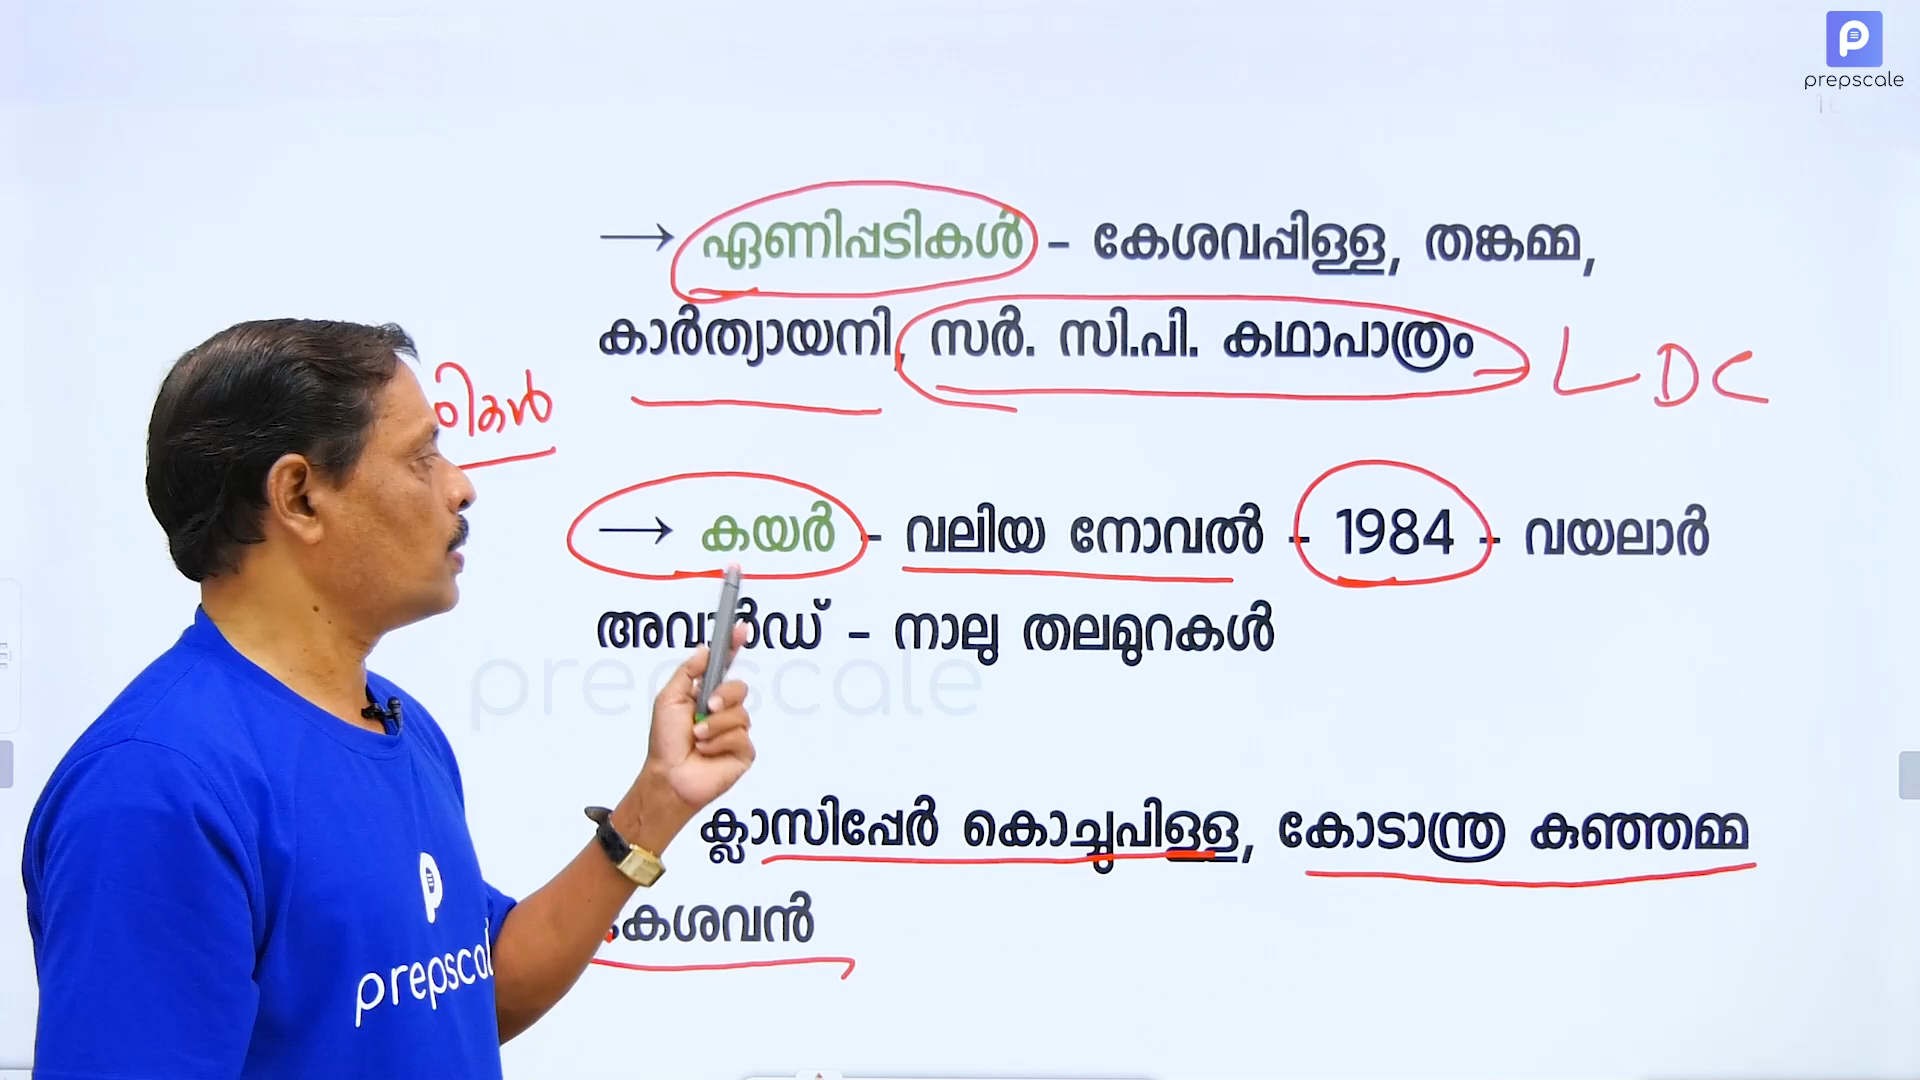 prepscale
→ ഏണിപ്പടികൾ – കേശവപ്പിള്ള, തങ്കമ്മ,
കാർത്യായനി, സർ. സി.പി. കഥാപാത്രം LDC
→ കയർ – വലിയ നോവൽ – 1984 – വയലാർ
അവാർഡ് – നാലു തലമുറകൾ
prepscale
ക്ലാസിപ്പേർ കൊച്ചുപിള്ള, കോടാന്ത്ര കുഞ്ഞമ്മ
കേശവൻ
prepscale